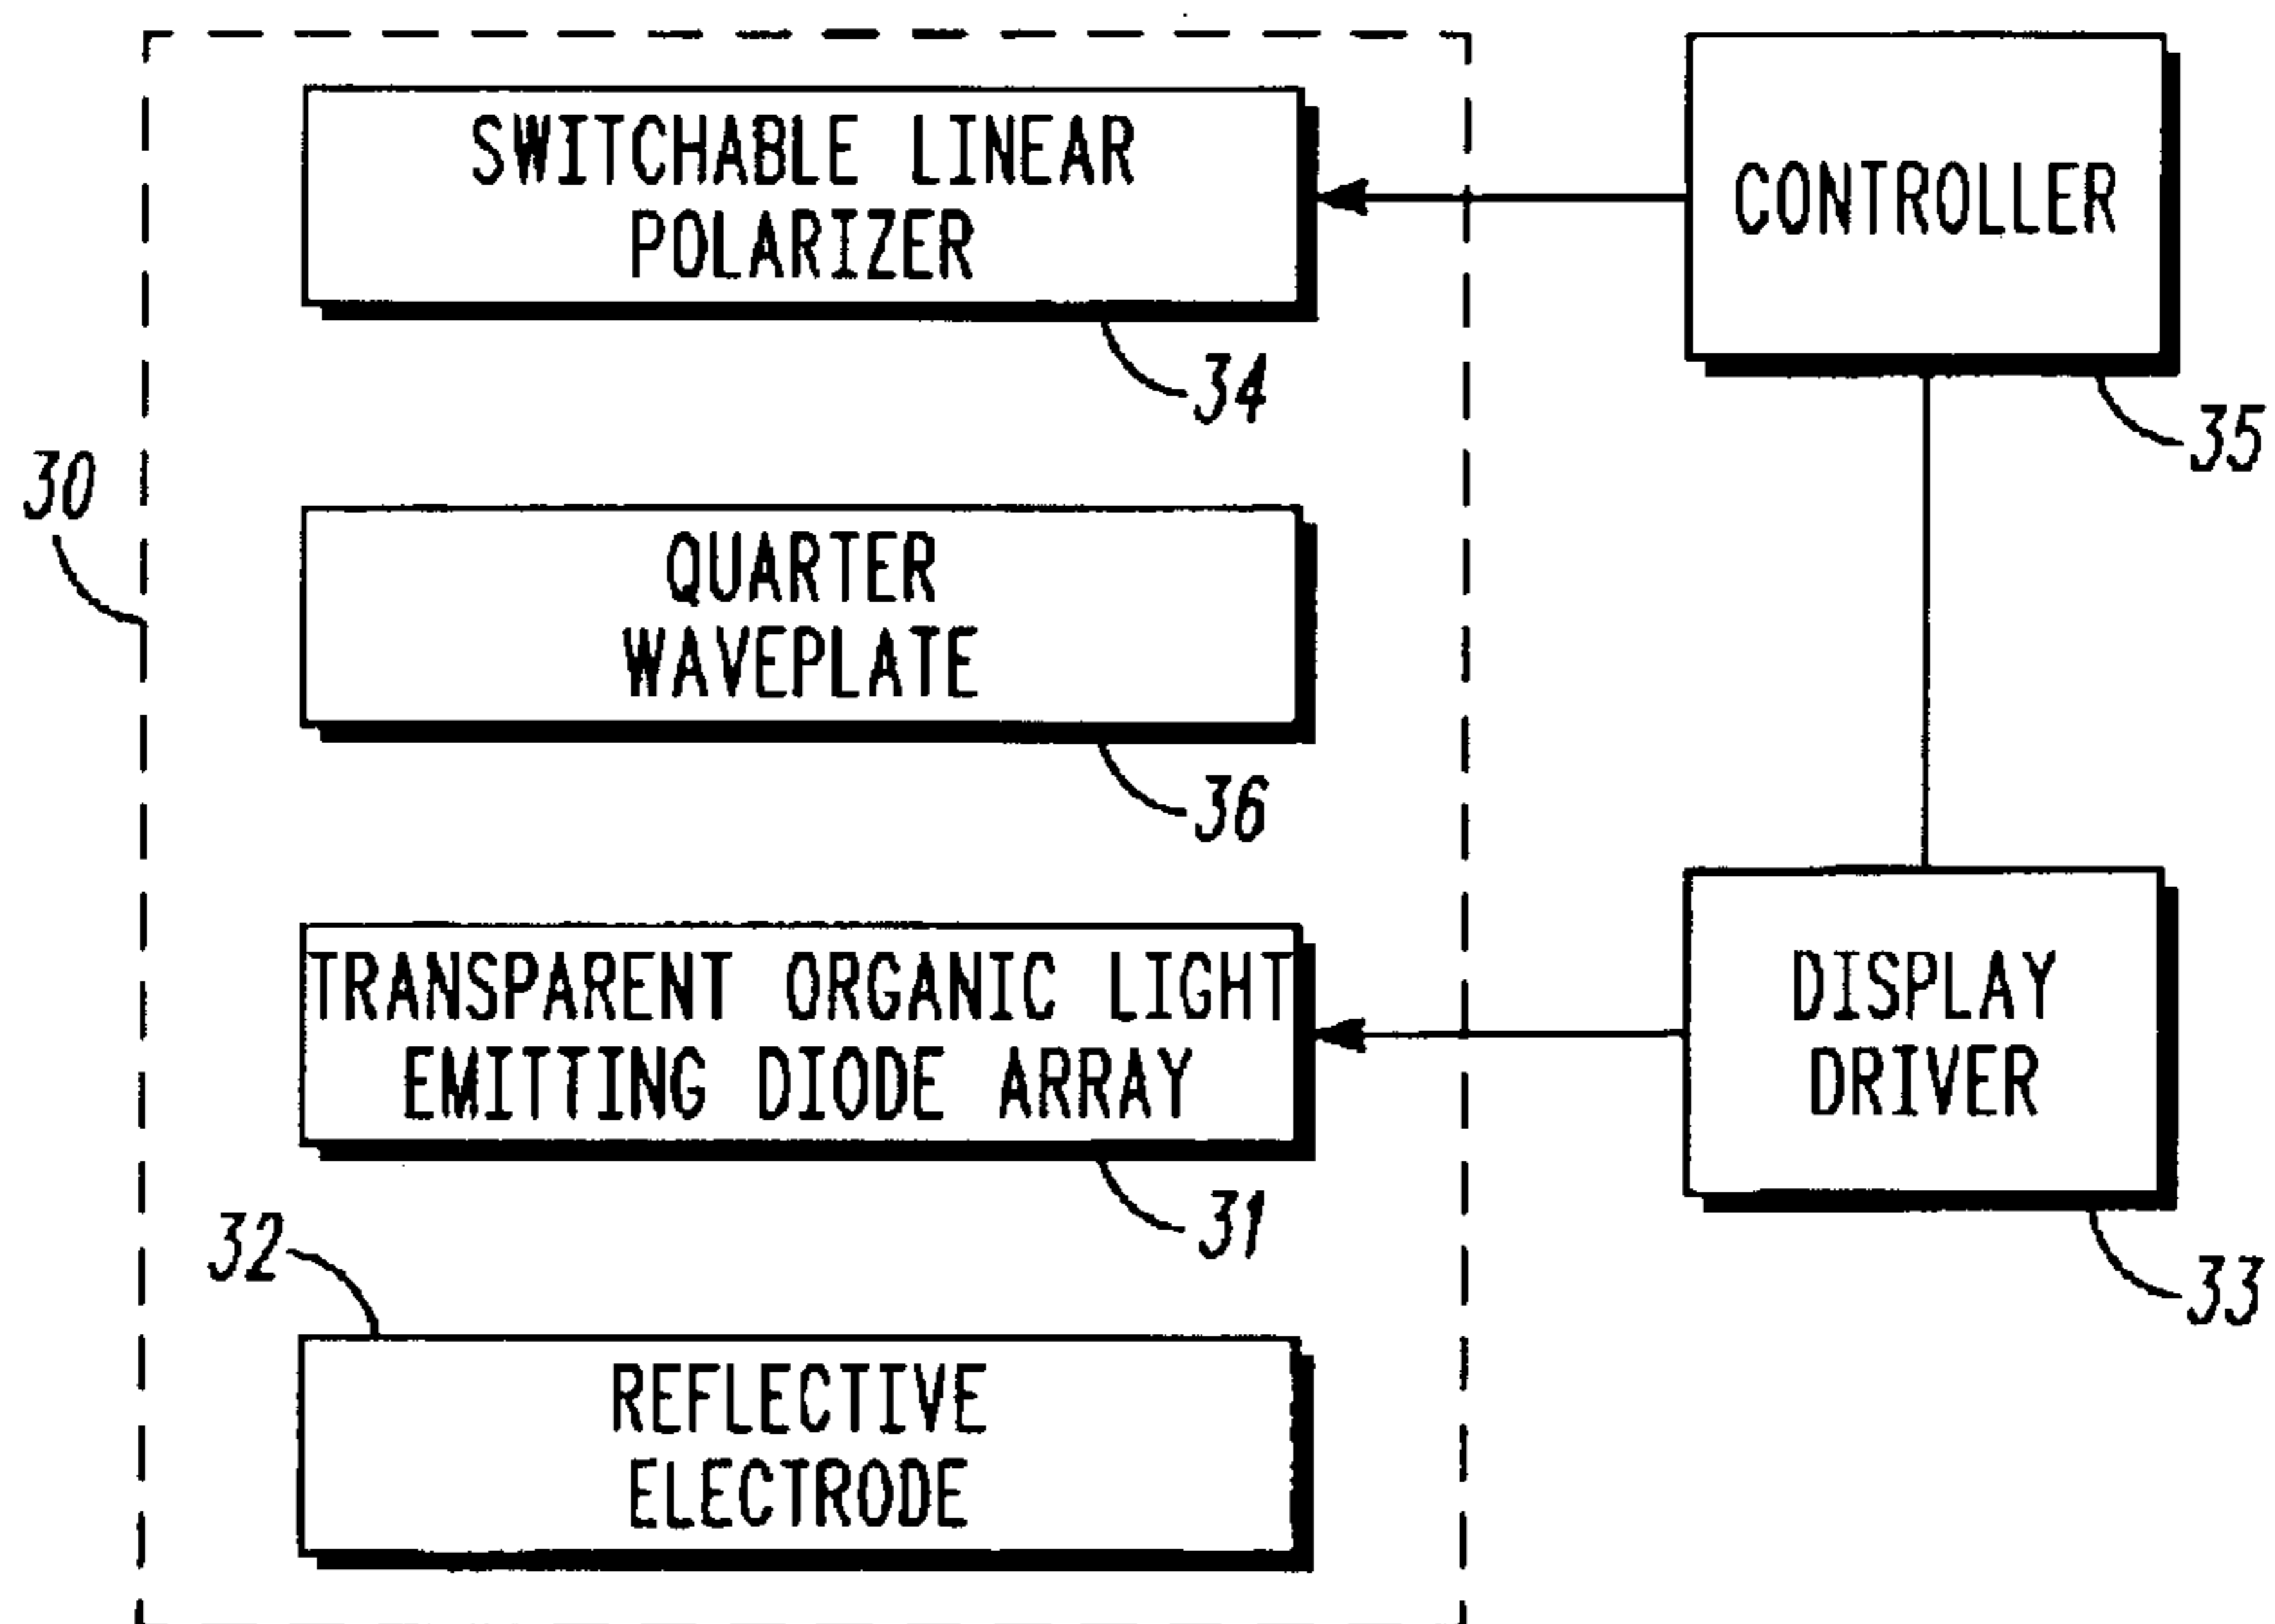 SWITCHABLE LINEAR
POLARIZER
34
CONTROLLER
35
30
QUARTER
WAVEPLATE
36
TRANSPARENT ORGANIC LIGHT
EMITTING DIODE ARRAY
31
DISPLAY
DRIVER
33
32
REFLECTIVE
ELECTRODE